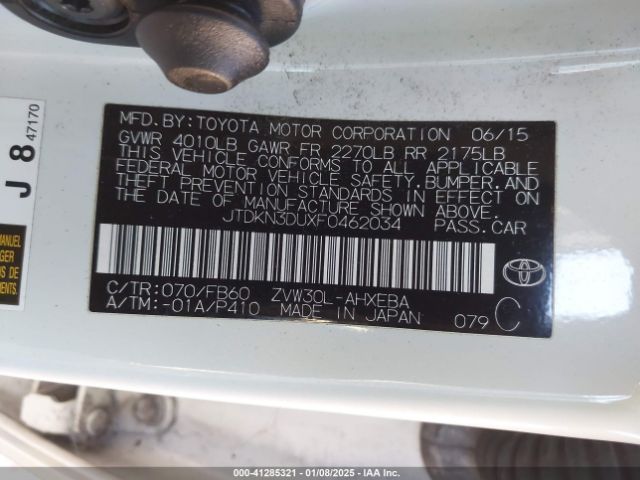 MFD. BY: TOYOTA MOTOR CORPORATION 06/15
GVWR 4010LB GAWR FR 2270LB RR 2175LB
THIS VEHICLE CONFORMS TO ALL APPLICABLE
FEDERAL MOTOR VEHICLE SAFETY, BUMPER, AND
THEFT PREVENTION STANDARDS IN EFFECT ON
THE DATE OF MANUFACTURE SHOWN ABOVE.
JTDKN3DUXF0462034 PASS. CAR
C/TR: 070/FB60 ZVW30L-AHXEBA
A/TM: -01A/P410 MADE IN JAPAN 079 C
TOYOTA
J 8
47170
MANUEL
000-41285321 | 01/08/2025 | IAA Inc.